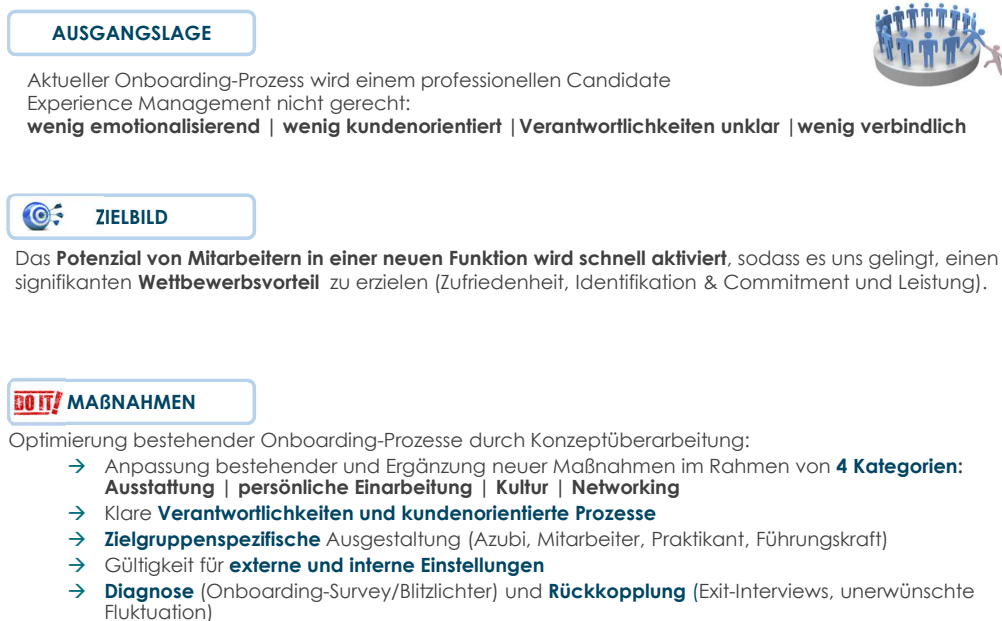 AUSGANGSLAGE
Aktueller Onboarding-Prozess wird einem professionellen Candidate
Experience Management nicht gerecht:
wenig emotionalisierend | wenig kundenorientiert |Verantwortlichkeiten unklar |wenig verbindlich
ZIELBILD
Das Potenzial von Mitarbeitern in einer neuen Funktion wird schnell aktiviert, sodass es uns gelingt, einen
signifikanten Wettbewerbsvorteil zu erzielen (Zufriedenheit, Identifikation & Commitment und Leistung).
DO IT! MAßNAHMEN
Optimierung bestehender Onboarding-Prozesse durch Konzeptüberarbeitung:
→ Anpassung bestehender und Ergänzung neuer Maßnahmen im Rahmen von 4 Kategorien:
Ausstattung | persönliche Einarbeitung | Kultur | Networking
→ Klare Verantwortlichkeiten und kundenorientierte Prozesse
→ Zielgruppenspezifische Ausgestaltung (Azubi, Mitarbeiter, Praktikant, Führungskraft)
→ Gültigkeit für externe und interne Einstellungen
→ Diagnose (Onboarding-Survey/Blitzlichter) und Rückkopplung (Exit-Interviews, unerwünschte
Fluktuation)